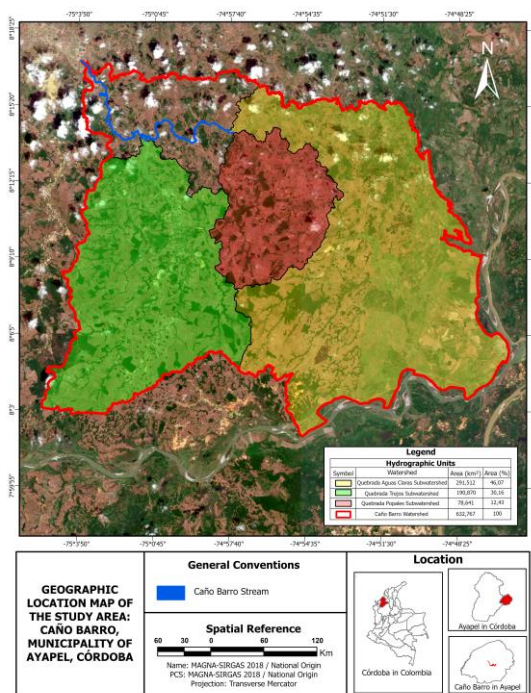 -75°3'50" -75°0'45" -74°57'40" -74°54'35" -74°51'30" -74°48'25"
8°18'25"
8°15'20"
8°12'15"
8°9'10"
8°6'5"
8°3'
7°59'55"
N
Legend
Hydrographic Units
Symbol Watershed Area (km²) Area (%)
Quebrada Aguas Claras Subwatershed 291,512 46,07
Quebrada Trejos Subwatershed 190,870 30,16
Quebrada Popales Subwatershed 78,641 12,43
Caño Barro Watershed 632,767 100
-75°3'50" -75°0'45" -74°57'40" -74°54'35" -74°51'30" -74°48'25"
GEOGRAPHIC
LOCATION MAP OF
THE STUDY AREA:
CAÑO BARRO,
MUNICIPALITY OF
AYAPEL, CÓRDOBA
General Conventions
Caño Barro Stream
Spatial Reference
60 30 0 60 120
Km
Name: MAGNA-SIRGAS 2018 / National Origin
PCS: MAGNA-SIRGAS 2018 / National Origin
Projection: Transverse Mercator
Location
Córdoba in Colombia
Ayapel in Córdoba
Caño Barro in Ayapel